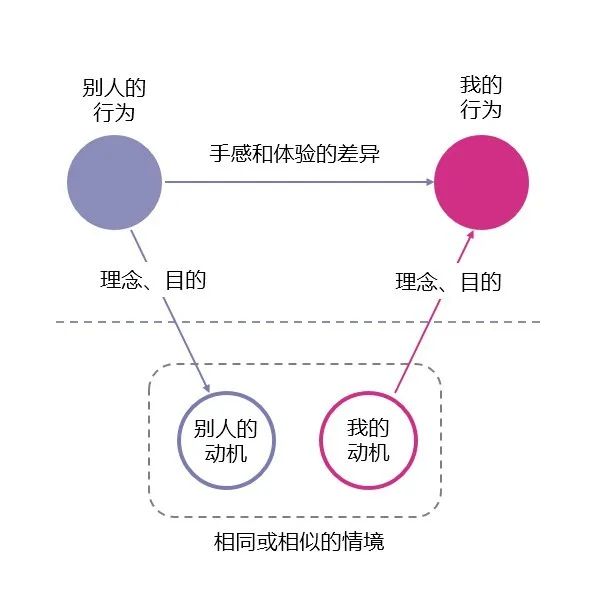 别人的
行为
我的
行为
手感和体验的差异
理念、目的
理念、目的
别人的
动机
我的
动机
相同或相似的情境